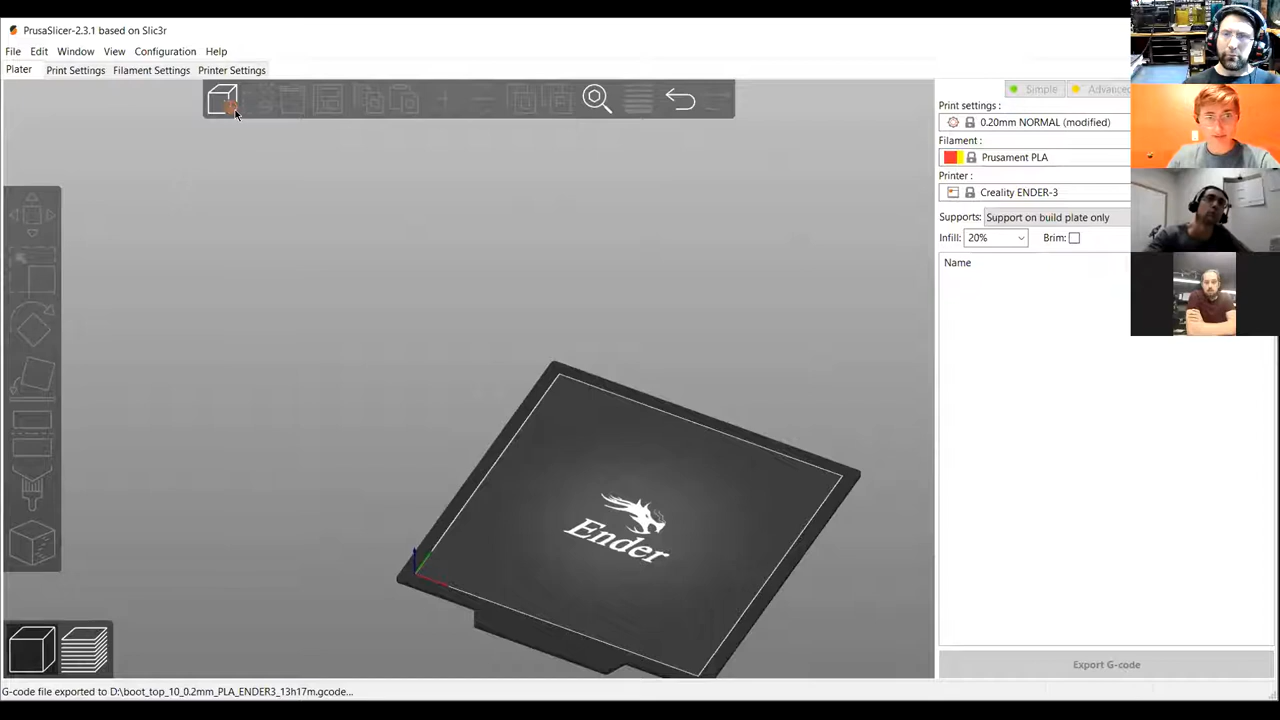 PrusaSlicer-2.3.1 based on Slic3r
File Edit Window View Configuration Help
Plater Print Settings Filament Settings Printer Settings
Simple Advanced
Print settings :
0.20mm NORMAL (modified)
Filament :
Prusament PLA
Printer :
Creality ENDER-3
Supports: Support on build plate only
Infill: 20% Brim:
Name
Ender
Export G-code
G-code file exported to D:\boot_top_10_0.2mm_PLA_ENDER3_13h17m.gcode...